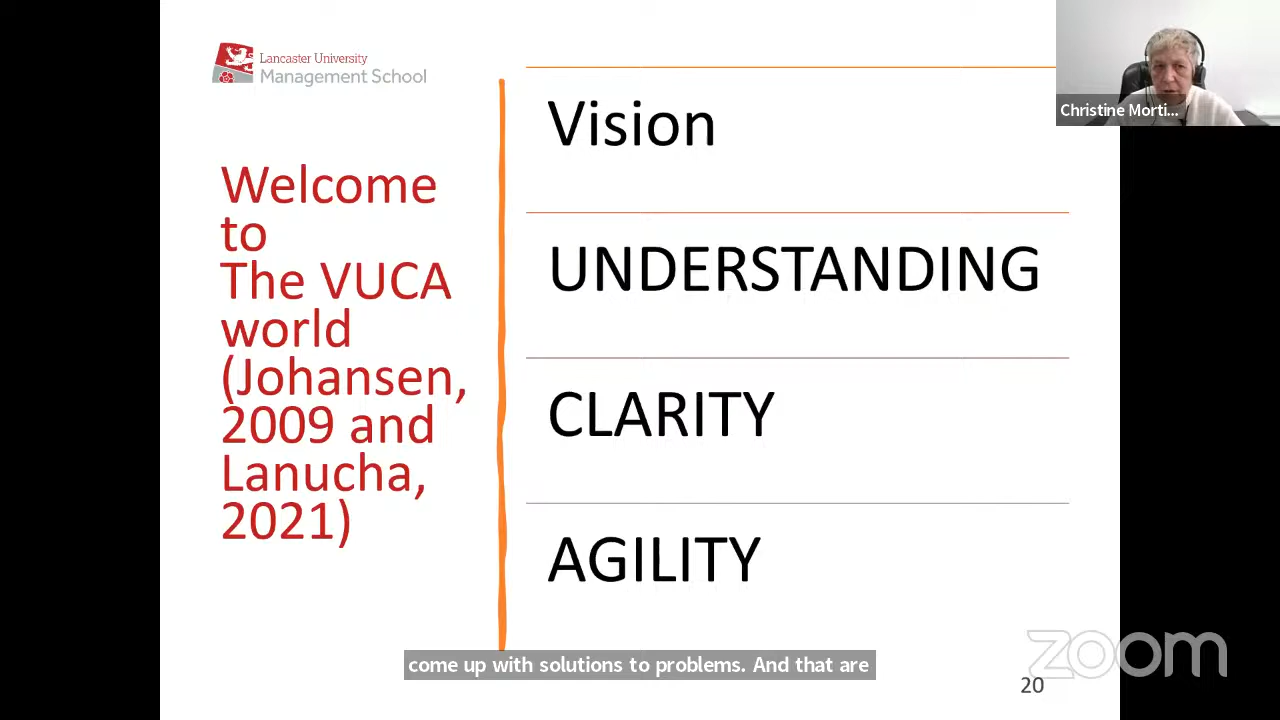 Lancaster University
Management School
Welcome
to
The VUCA
world
(Johansen,
2009 and
Lanucha,
2021)
Vision
UNDERSTANDING
CLARITY
AGILITY
Christine Morti...
come up with solutions to problems. And that are
zoom
20